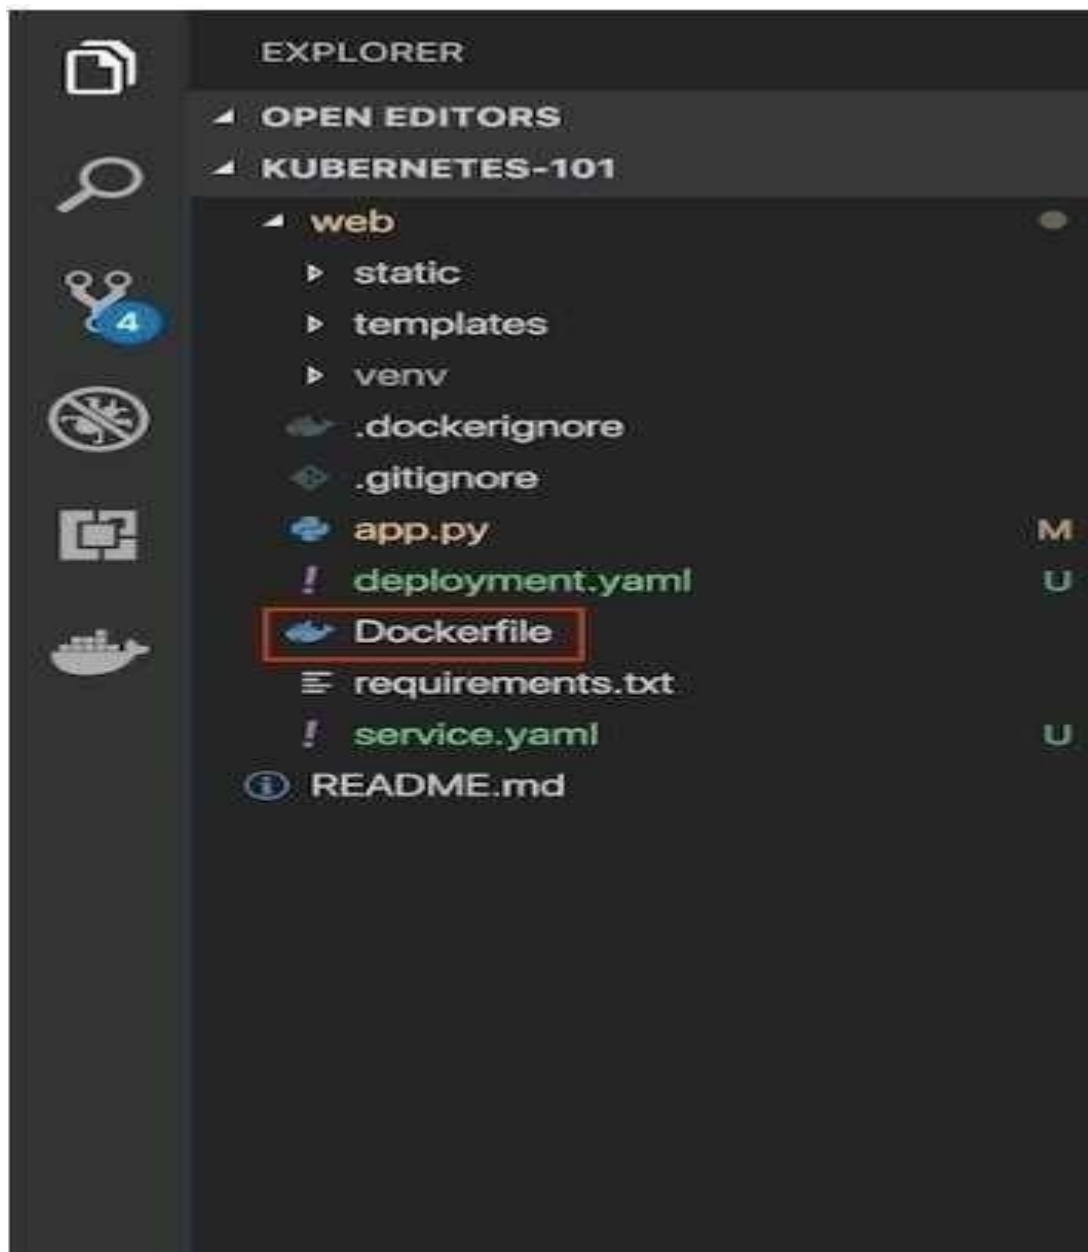 EXPLORER
OPEN EDITORS
KUBERNETES-101
web
static
templates
venv
4
.dockerignore
.gitignore
app.py M
deployment.yaml U
Dockerfile
requirements.txt
service.yaml U
README.md